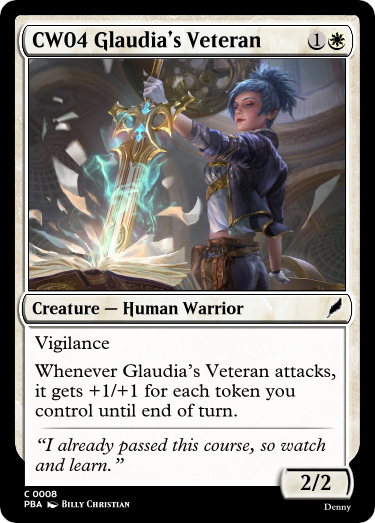 CW04 Glaudia's Veteran 1
Creature — Human Warrior
Vigilance
Whenever Glaudia's Veteran attacks,
it gets +1/+1 for each token you
control until end of turn.
“I already passed this course, so watch
and learn.”
2/2
C 0008
PBA Billy Christian
Denny